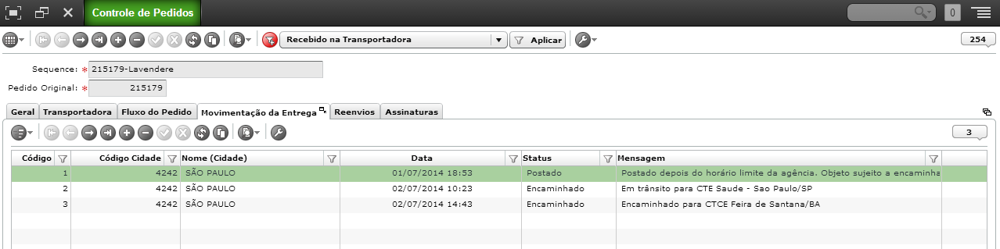 Controle de Pedidos 0
Recebido na Transportadora Aplicar 254
Sequence: * 215179-Lavendere
Pedido Original: * 215179
Geral Transportadora Fluxo do Pedido Movimentação da Entrega Reenvios Assinaturas
3
Código Código Cidade Nome (Cidade) Data Status Mensagem
1 4242 SÃO PAULO 01/07/2014 18:53 Postado Postado depois do horário limite da agência. Objeto sujeito a encaminha
2 4242 SÃO PAULO 02/07/2014 10:23 Encaminhado Em trânsito para CTE Saude - Sao Paulo/SP
3 4242 SÃO PAULO 02/07/2014 14:43 Encaminhado Encaminhado para CTCE Feira de Santana/BA